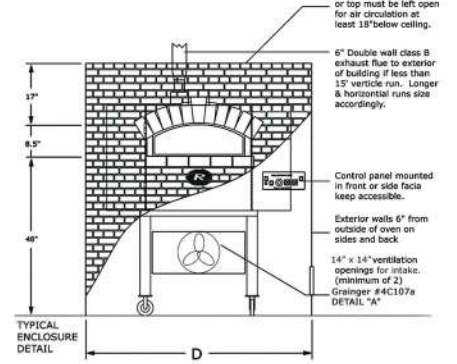 or top must be left open
for air circulation at
least 18"below ceiling.
6" Double wall class B
exhaust flue to exterior
of building if less than
15' verticle run. Longer
& horizontial runs size
accordingly.
17"
8.5"
48"
R
Control panel mounted
in front or side facia
keep accessible.
Exterior walls 6" from
outside of oven on
sides and back
14" x 14"ventilation
openings for intake.
(minimum of 2)
Grainger #4C107a
DETAIL "A"
TYPICAL
ENCLOSURE
DETAIL
D